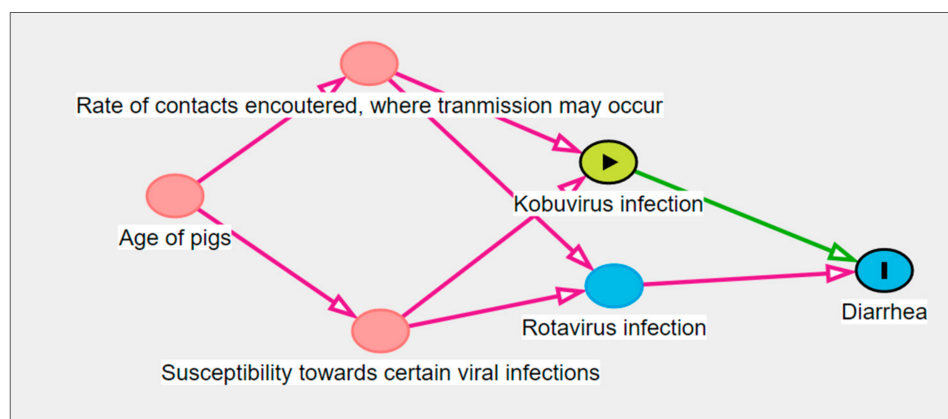 Rate of contacts encoutered, where tranmission may occur
Kobuvirus infection
Age of pigs
Diarrhea
Rotavirus infection
Susceptibility towards certain viral infections